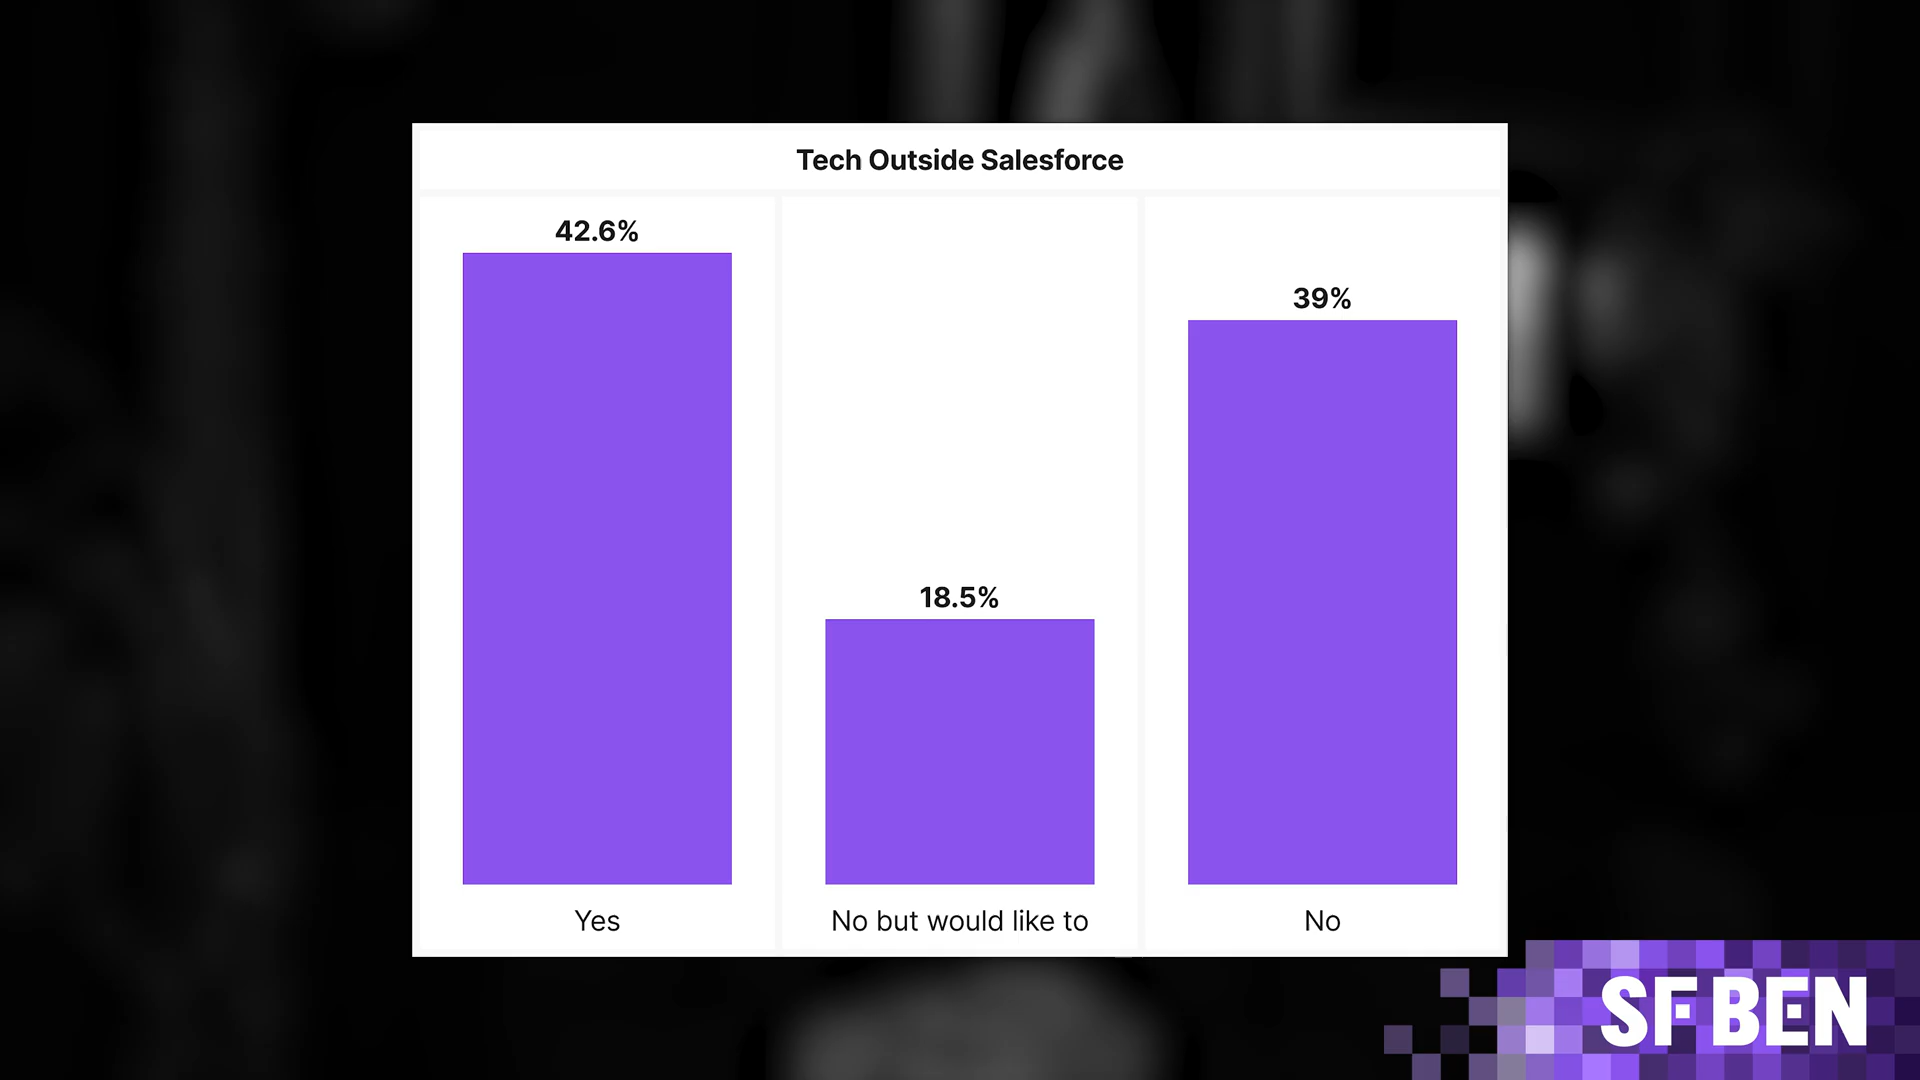 Tech Outside Salesforce
42.6%
18.5%
39%
Yes
No but would like to
No
SF BEN